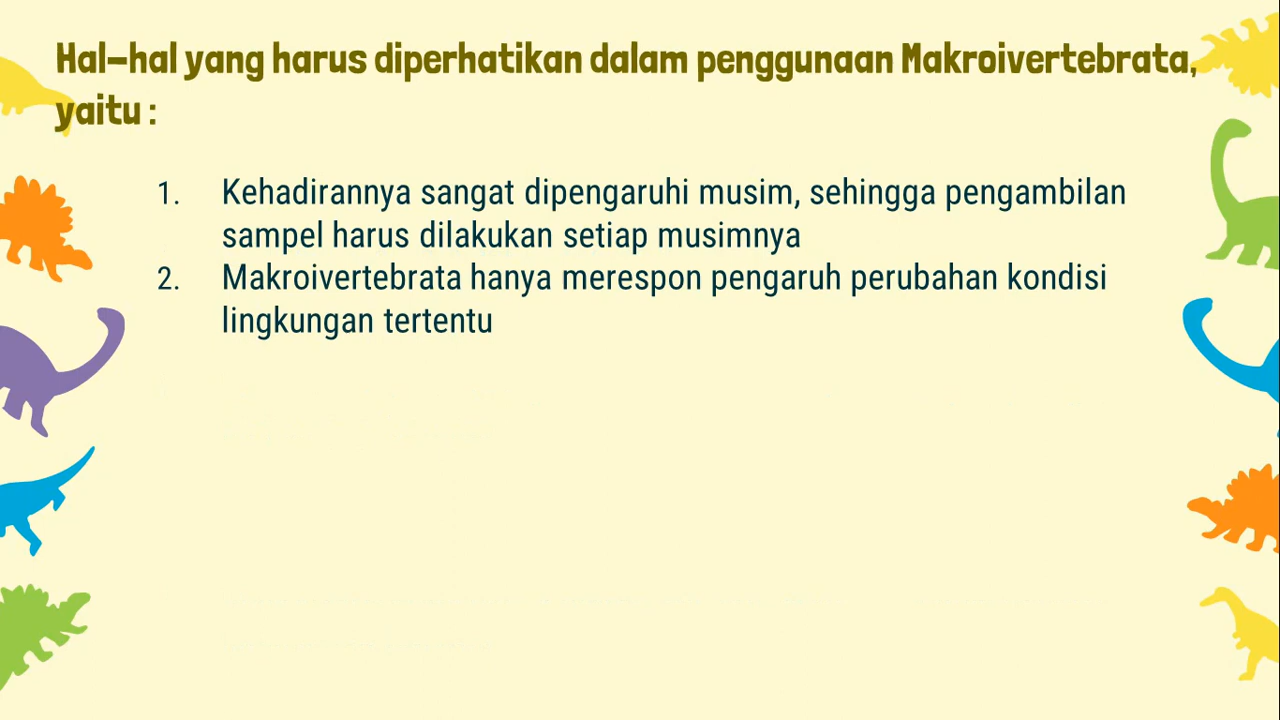 Hal-hal yang harus diperhatikan dalam penggunaan Makroivertebrata,
yaitu :
1. Kehadirannya sangat dipengaruhi musim, sehingga pengambilan
sampel harus dilakukan setiap musimnya
2. Makroivertebrata hanya merespon pengaruh perubahan kondisi
lingkungan tertentu